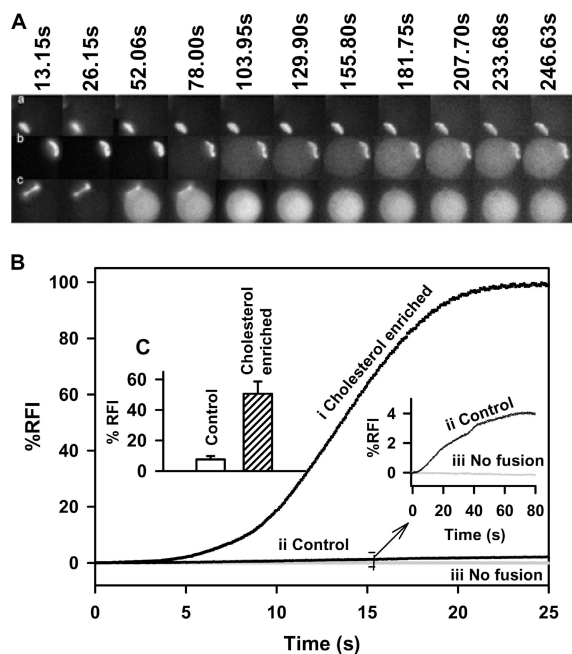 A
13.15s 26.15s 52.06s 78.00s 103.95s 129.90s 155.80s 181.75s 207.70s 233.68s 246.63s
a
b
c
B
100
80
60
40
20
0
%RFI
0 5 10 15 20 25
Time (s)
i Cholesterol enriched
ii Control
iii No fusion
C
60
40
20
0
% RFI
Control
Cholesterol
enriched
4
2
0
%RFI
ii Control
iii No fusion
0 20 40 60 80
Time (s)